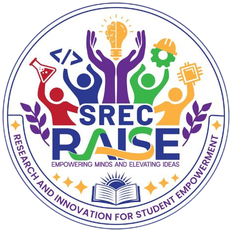 </>
SREC
RAISE
EMPOWERING MINDS AND ELEVATING IDEAS
RESEARCH AND INNOVATION FOR STUDENT EMPOWERMENT